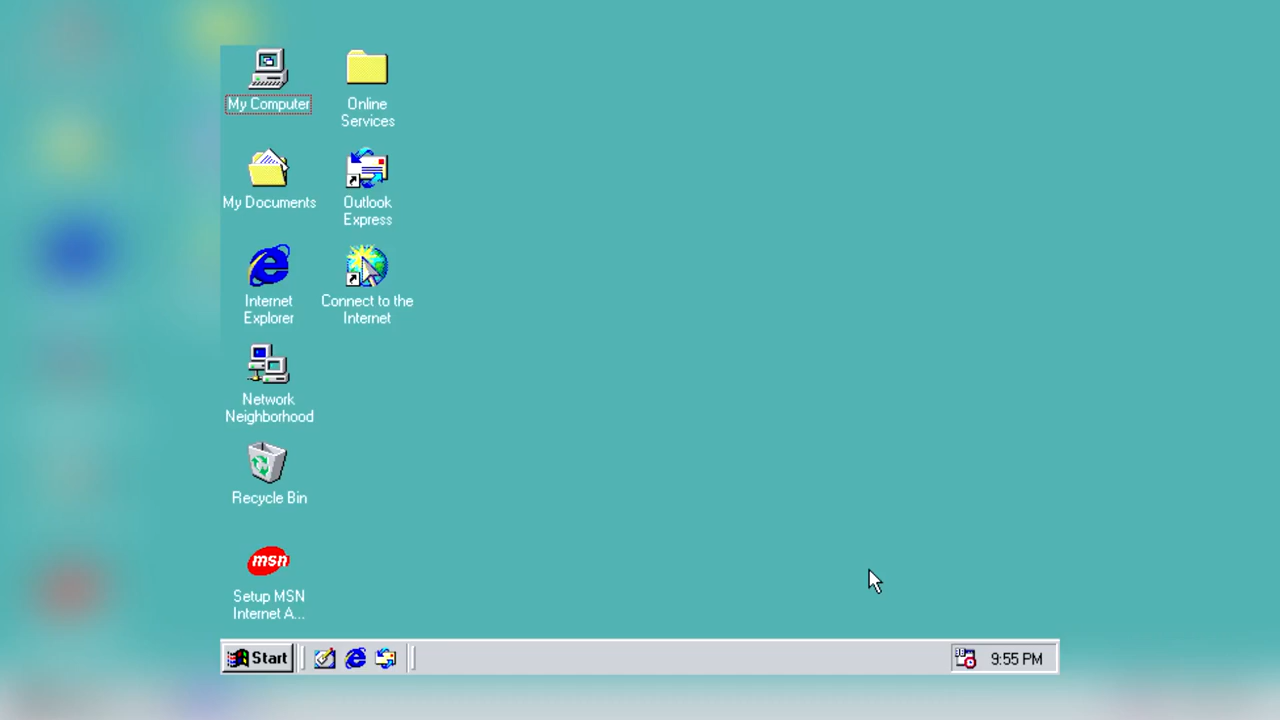 My Computer
Online
Services
My Documents
Outlook
Express
Internet
Explorer
Connect to the
Internet
Network
Neighborhood
Recycle Bin
msn
Setup MSN
Internet A...
Start
9:55 PM